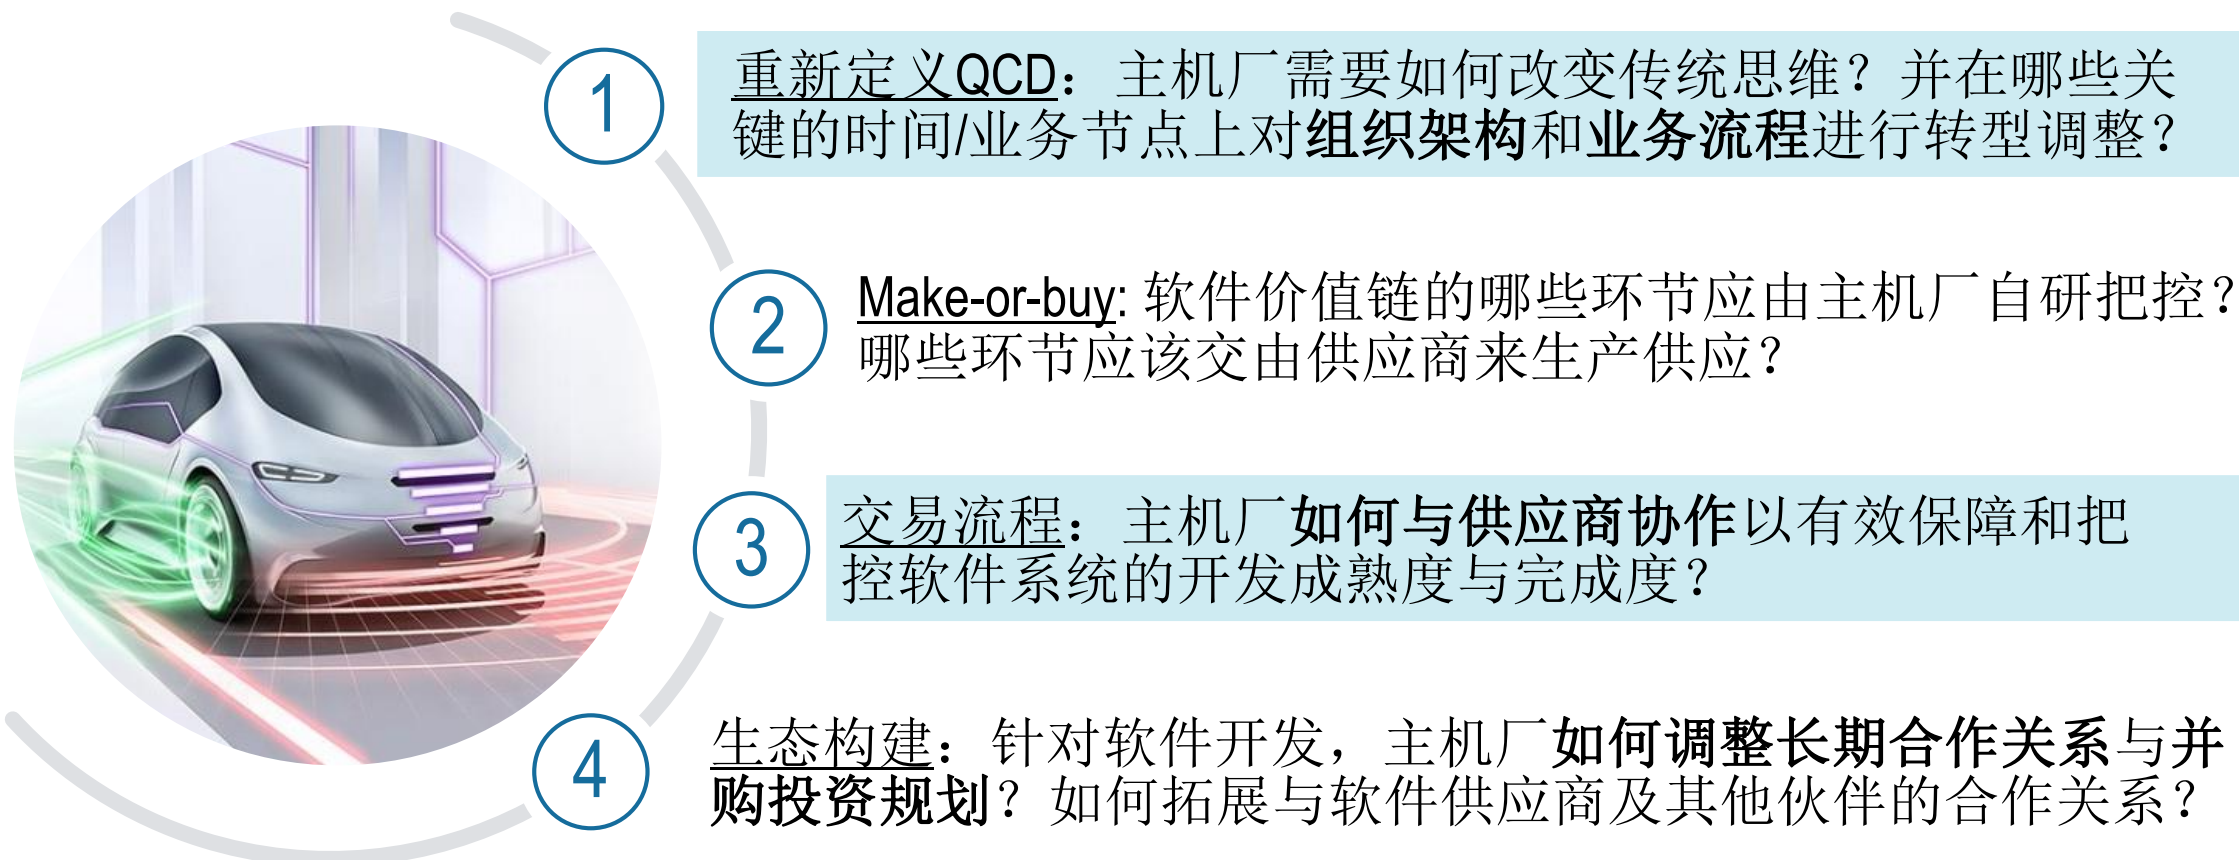 1
重新定义QCD：主机厂需要如何改变传统思维？并在哪些关
键的时间/业务节点上对组织架构和业务流程进行转型调整？
2
Make-or-buy: 软件价值链的哪些环节应由主机厂自研把控？
哪些环节应该交由供应商来生产供应？
3
交易流程：主机厂如何与供应商协作以有效保障和把
控软件系统的开发成熟度与完成度？
4
生态构建：针对软件开发，主机厂如何调整长期合作关系与并
购投资规划？如何拓展与软件供应商及其他伙伴的合作关系？